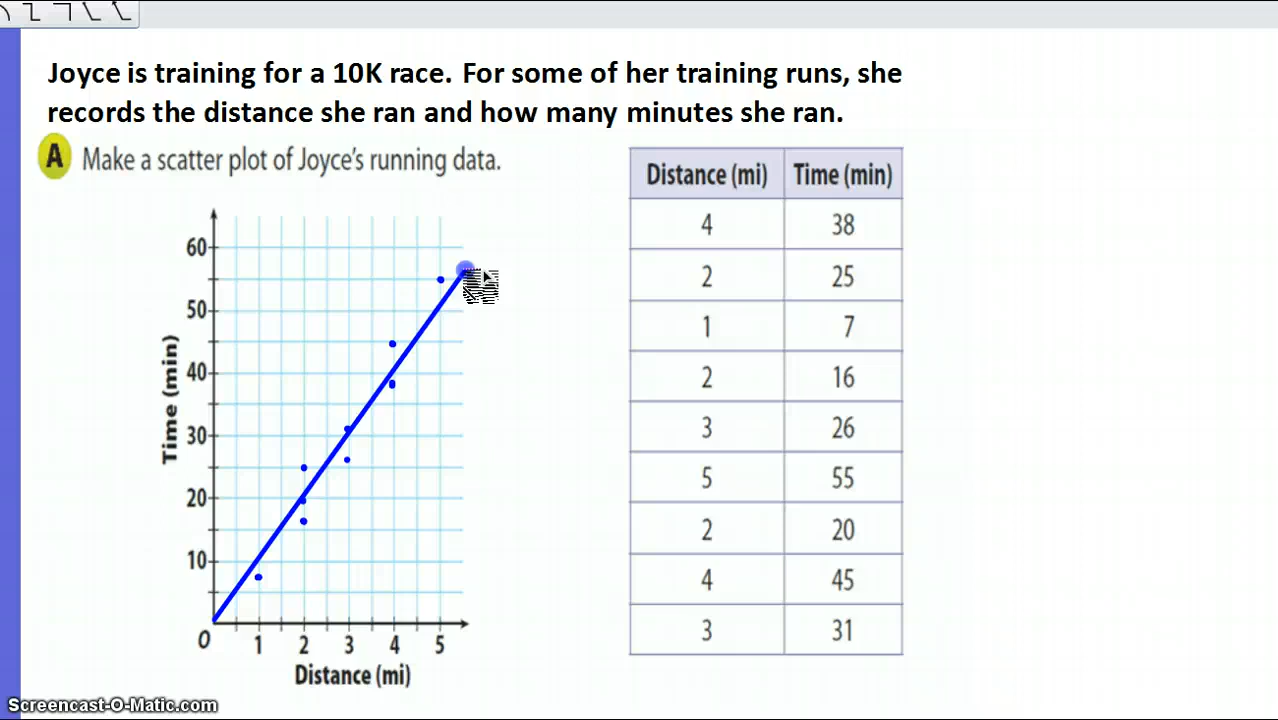 Joyce is training for a 10K race. For some of her training runs, she
records the distance she ran and how many minutes she ran.
A Make a scatter plot of Joyce's running data.
Distance (mi) Time (min)
4 38
2 25
1 7
2 16
3 26
5 55
2 20
4 45
3 31
60
50
40
30
20
10
Time (min)
O 1 2 3 4 5
Distance (mi)
Screencast-O-Matic.com